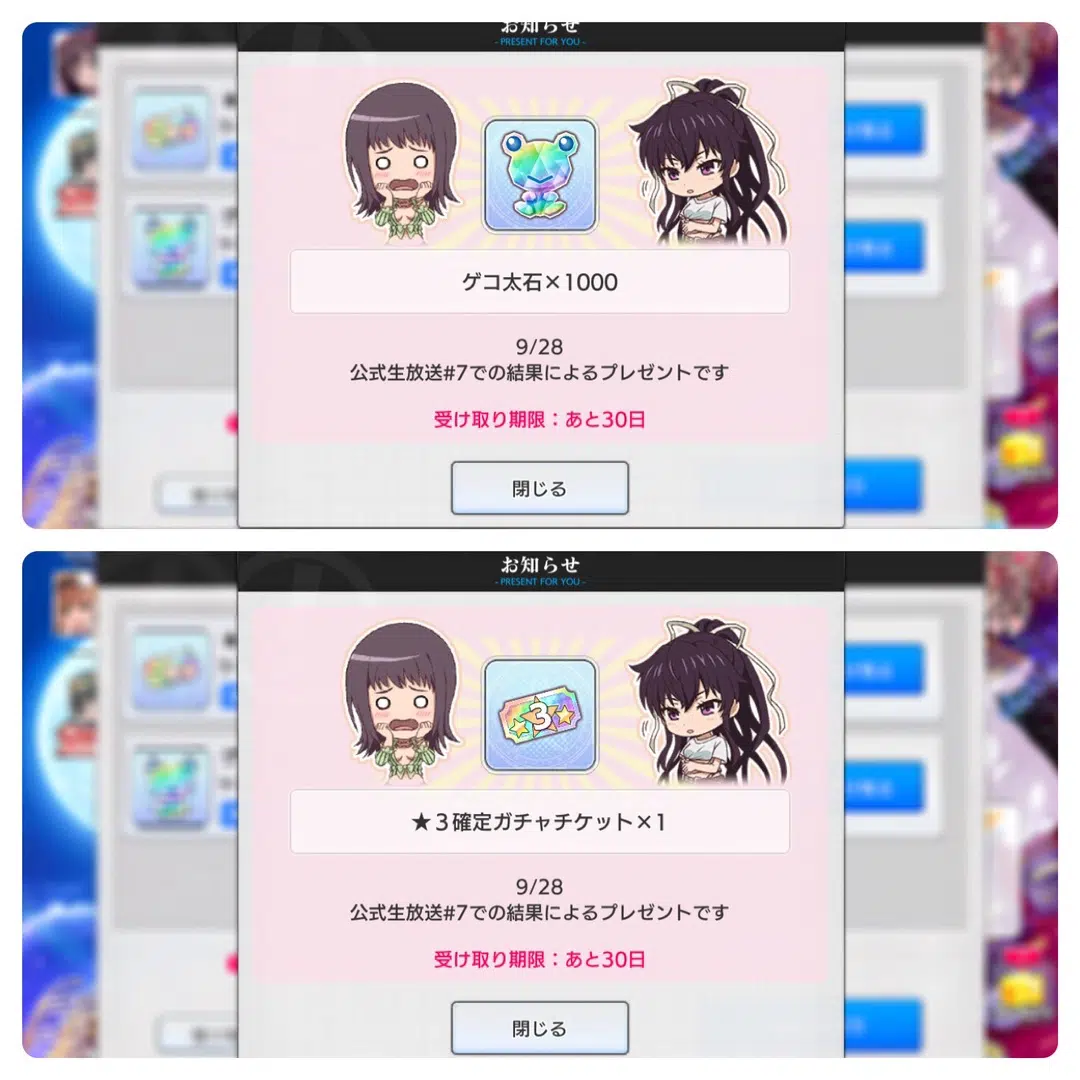 お知らせ
- PRESENT FOR YOU -
ゲコ太石×1000
9/28
公式生放送#7での結果によるプレゼントです
受け取り期限：あと30日
閉じる
お知らせ
- PRESENT FOR YOU -
3
★３確定ガチャチケット×1
9/28
公式生放送#7での結果によるプレゼントです
受け取り期限：あと30日
閉じる